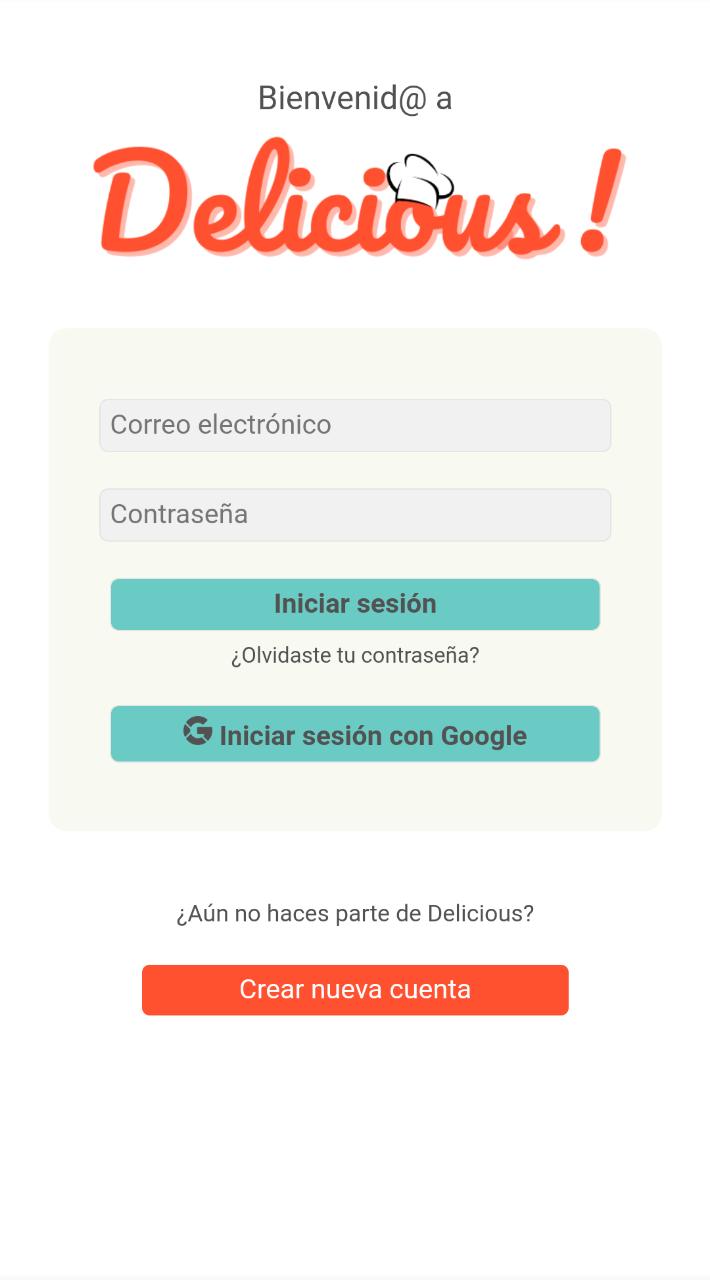 Bienvenid@ a
Delicious !
Correo electrónico
Contraseña
Iniciar sesión
¿Olvidaste tu contraseña?
Iniciar sesión con Google
¿Aún no haces parte de Delicious?
Crear nueva cuenta